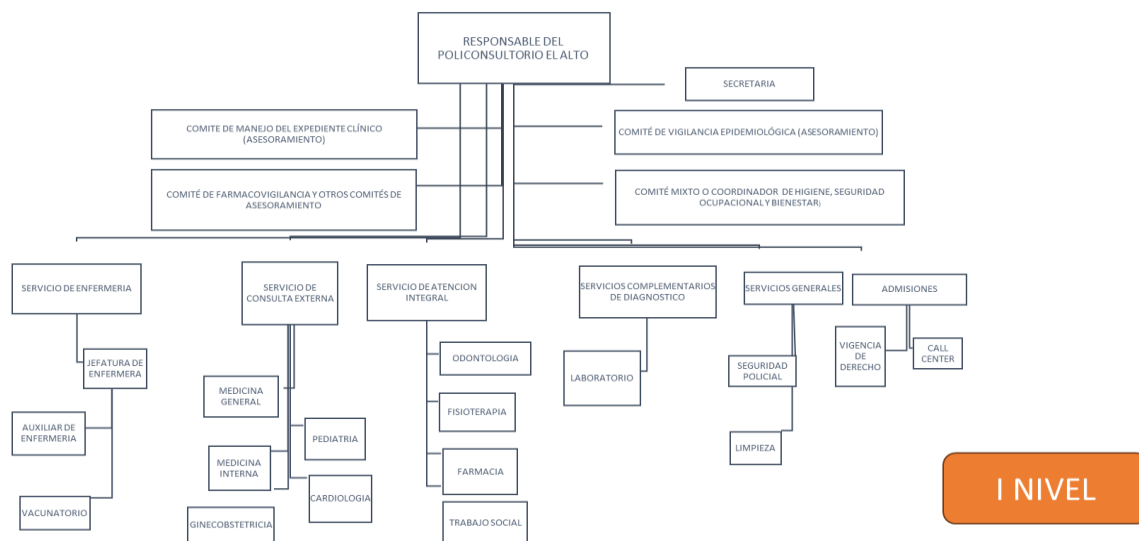 RESPONSABLE DEL
POLICONSULTORIO EL ALTO
SECRETARIA
COMITE DE MANEJO DEL EXPEDIENTE CLÍNICO
(ASESORAMIENTO)
COMITÉ DE VIGILANCIA EPIDEMIOLÓGICA (ASESORAMIENTO)
COMITÉ DE FARMACOVIGILANCIA Y OTROS COMITÉS DE
ASESORAMIENTO
COMITÉ MIXTO O COORDINADOR DE HIGIENE, SEGURIDAD
OCUPACIONAL Y BIENESTAR)
SERVICIO DE ENFERMERIA
SERVICIO DE
CONSULTA EXTERNA
SERVICIO DE ATENCION
INTEGRAL
SERVICIOS COMPLEMENTARIOS
DE DIAGNOSTICO
SERVICIOS GENERALES
ADMISIONES
JEFATURA DE
ENFERMERA
AUXILIAR DE
ENFERMERIA
VACUNATORIO
MEDICINA
GENERAL
PEDIATRIA
MEDICINA
INTERNA
CARDIOLOGIA
GINECOBSTETRICIA
ODONTOLOGIA
FISIOTERAPIA
FARMACIA
TRABAJO SOCIAL
LABORATORIO
SEGURIDAD
POLICIAL
LIMPIEZA
VIGENCIA
DE
DERECHO
CALL
CENTER
I NIVEL